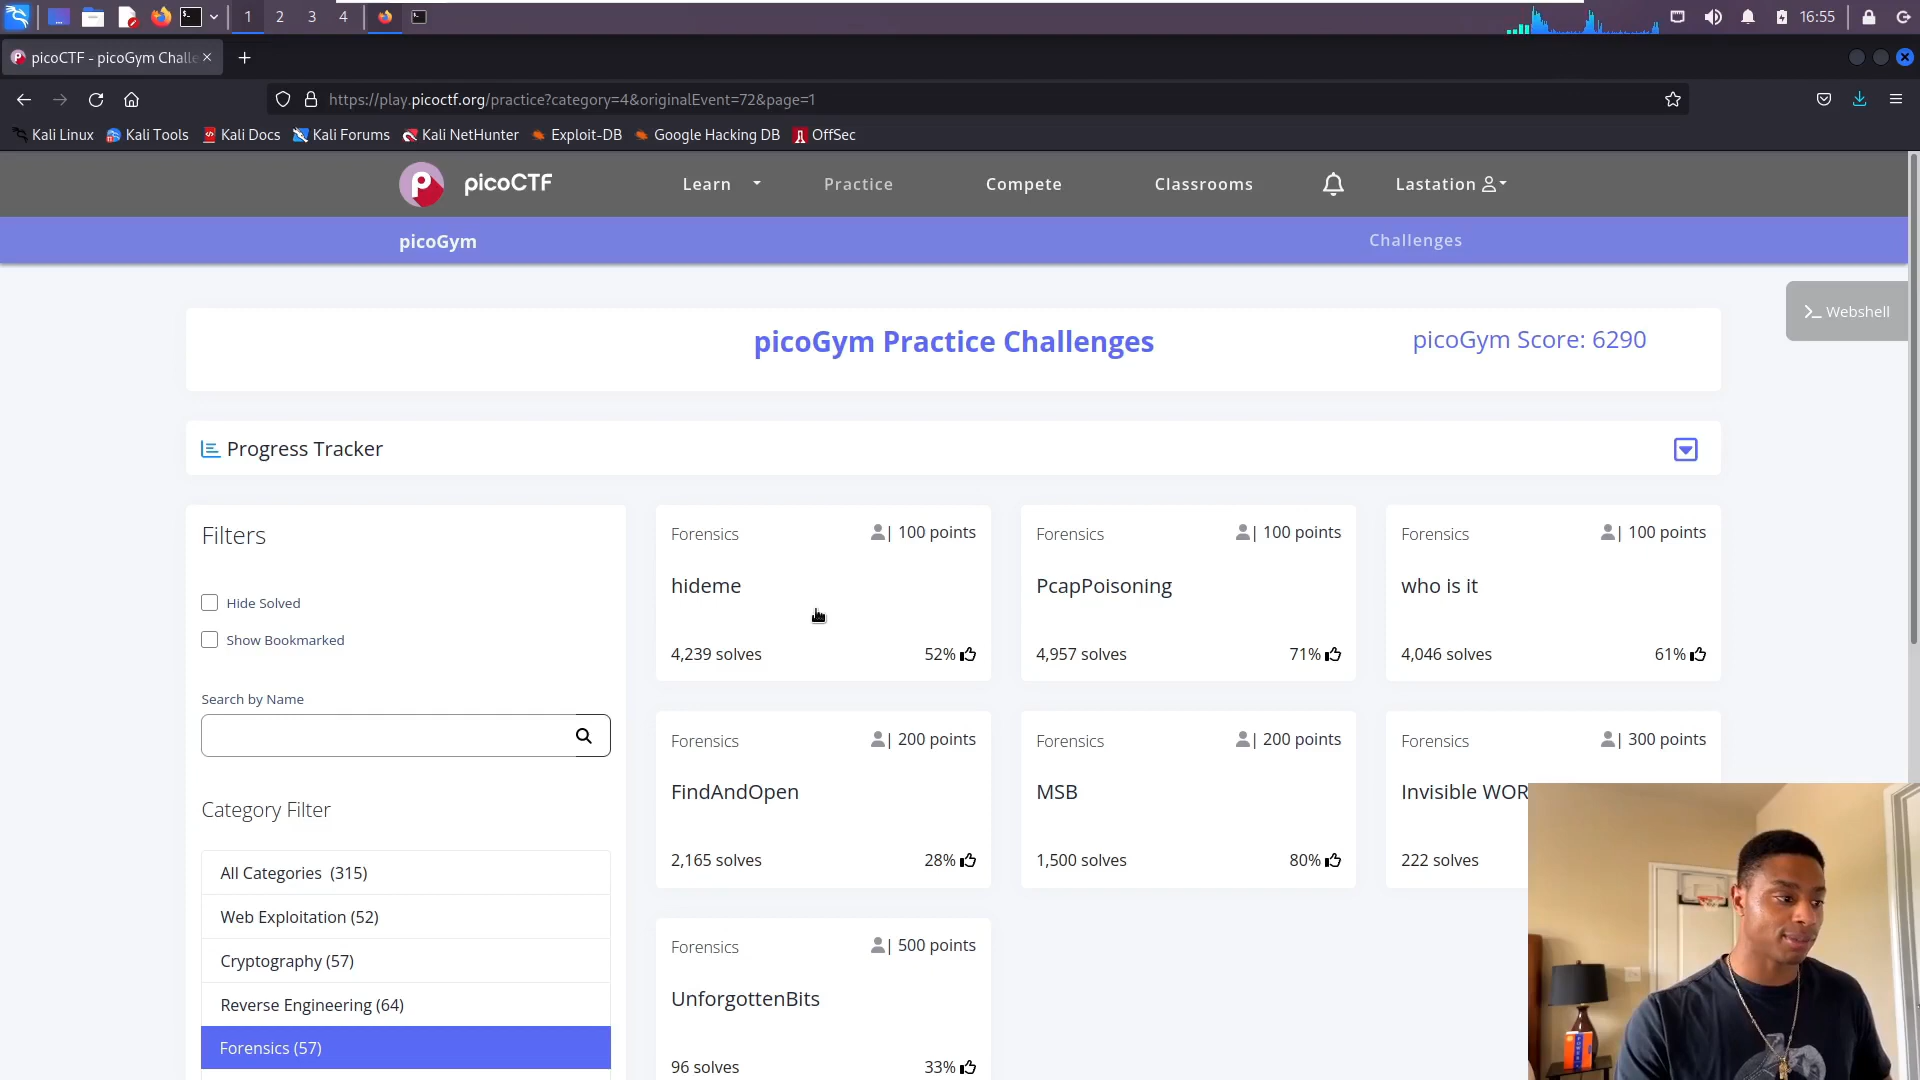 1 2 3 4
16:55
picoCTF - picoGym Challe
https://play.picoctf.org/practice?category=4&originalEvent=72&page=1
Kali Linux Kali Tools Kali Docs Kali Forums Kali NetHunter Exploit-DB Google Hacking DB OffSec
picoCTF Learn Practice Compete Classrooms Lastation
picoGym Challenges
>_ Webshell
picoGym Practice Challenges picoGym Score: 6290
Progress Tracker
Filters
Hide Solved
Show Bookmarked
Search by Name
Category Filter
All Categories (315)
Web Exploitation (52)
Cryptography (57)
Reverse Engineering (64)
Forensics (57)
Forensics | 100 points
hideme
4,239 solves 52%
Forensics | 100 points
PcapPoisoning
4,957 solves 71%
Forensics | 100 points
who is it
4,046 solves 61%
Forensics | 200 points
FindAndOpen
2,165 solves 28%
Forensics | 200 points
MSB
1,500 solves 80%
Forensics | 300 points
Invisible WOR
222 solves
Forensics | 500 points
UnforgottenBits
96 solves 33%